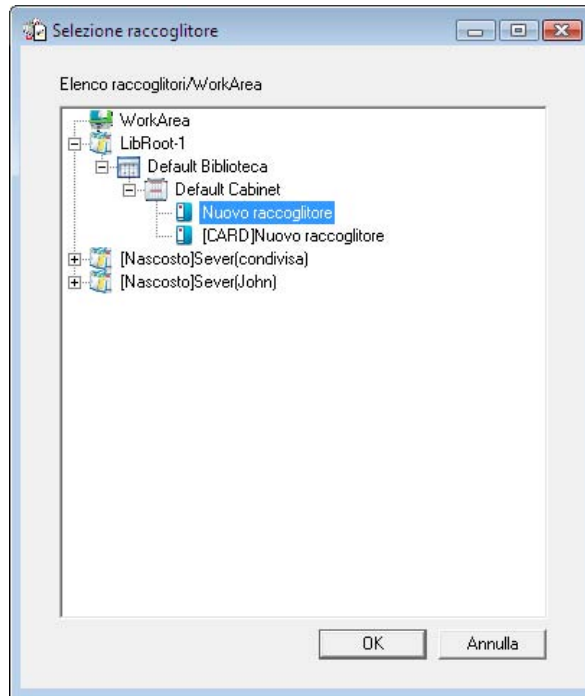 Selezione raccoglitore
Elenco raccoglitori/WorkArea
WorkArea
LibRoot-1
Default Biblioteca
Default Cabinet
Nuovo raccoglitore
[CARD]Nuovo raccoglitore
[Nascosto]Sever(condivisa)
[Nascosto]Sever(John)
OK Annulla